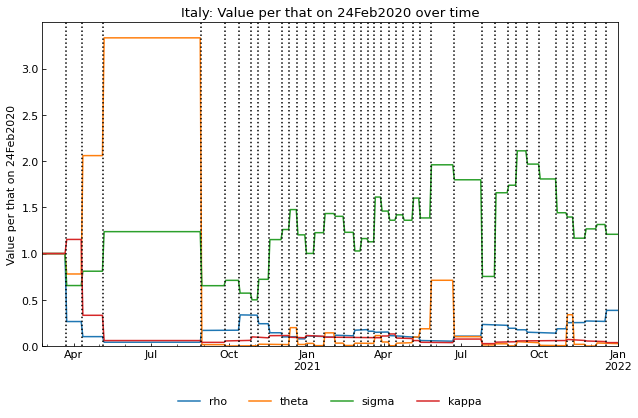 Italy: Value per that on 24Feb2020 over time
Value per that on 24Feb2020
3.0
2.5
2.0
1.5
1.0
0.5
0.0
Apr Jul Oct Jan Apr Jul Oct Jan
2021 2022
rho theta sigma kappa